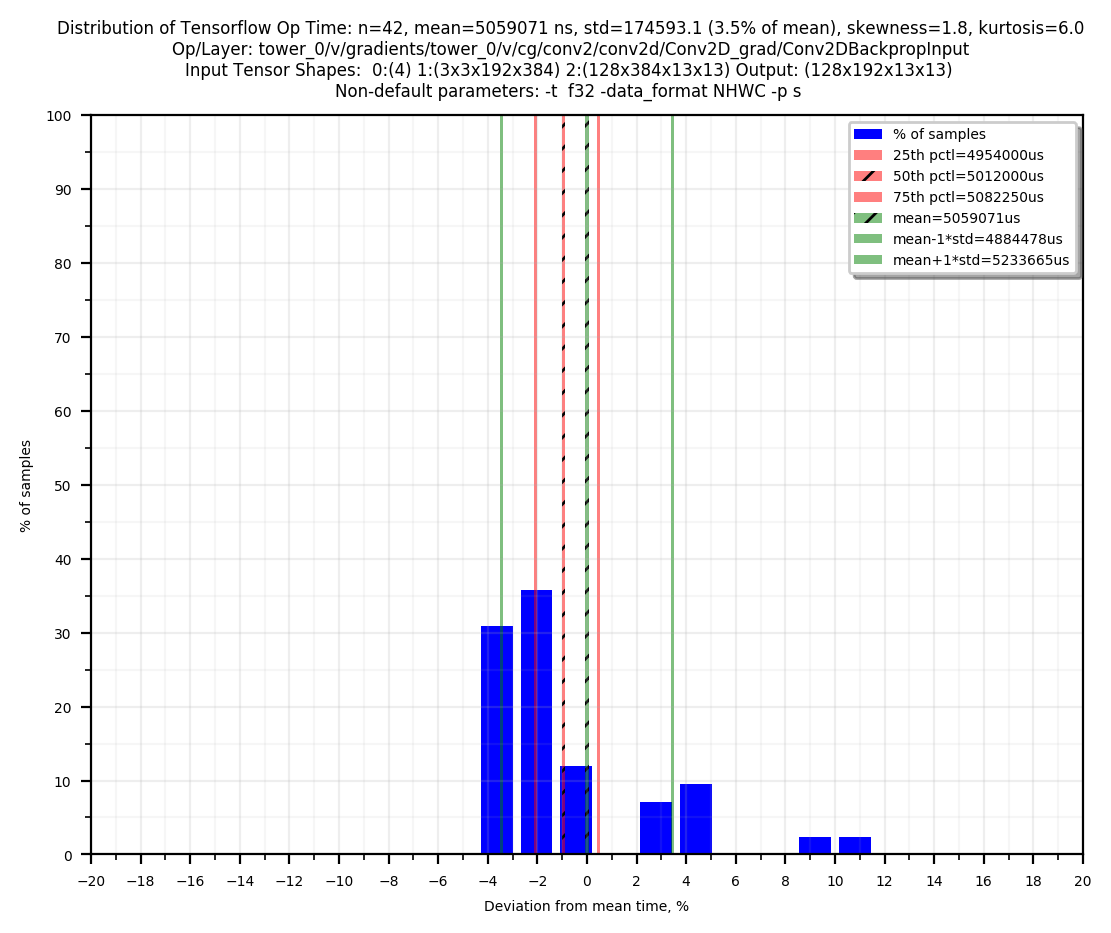 Distribution of Tensorflow Op Time: n=42, mean=5059071 ns, std=174593.1 (3.5% of mean), skewness=1.8, kurtosis=6.0
Op/Layer: tower_0/v/gradients/tower_0/v/cg/conv2/conv2d/Conv2D_grad/Conv2DBackpropInput
Input Tensor Shapes:  0:(4) 1:(3x3x192x384) 2:(128x384x13x13) Output: (128x192x13x13)
Non-default parameters: -t  f32 -data_format NHWC -p s
% of samples
25th pctl=4954000us
50th pctl=5012000us
75th pctl=5082250us
mean=5059071us
mean-1*std=4884478us
mean+1*std=5233665us
100
90
80
70
60
50
40
30
20
10
0
% of samples
−20 −18 −16 −14 −12 −10 −8 −6 −4 −2 0 2 4 6 8 10 12 14 16 18 20
Deviation from mean time, %